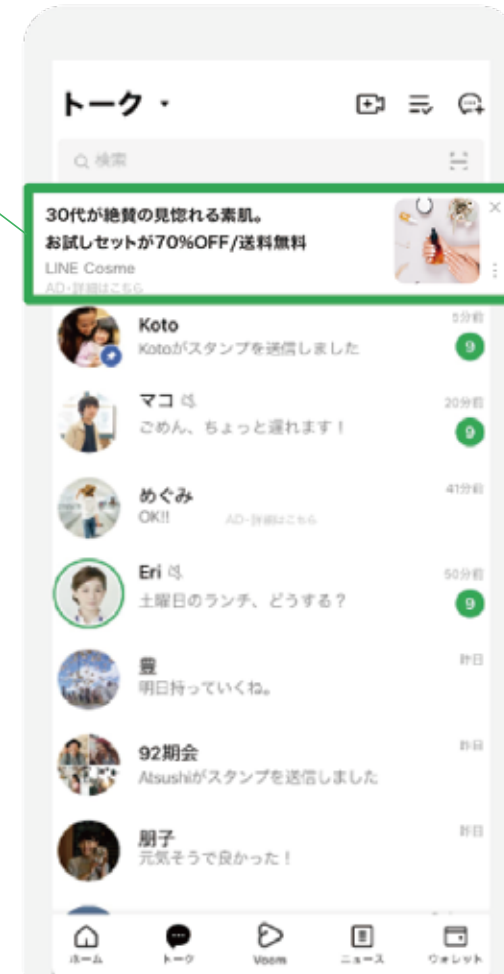 トーク
検索
30代が絶賛の見惚れる素肌。
お試しセットが70%OFF/送料無料
LINE Cosme
AD・詳細はこちら
Koto
5分前
Kotoがスタンプを送信しました
9
マコ
20分前
ごめん、ちょっと遅れます!
9
めぐみ
41分前
OK!!
AD・詳細はこちら
Eri
50分前
土曜日のランチ、どうする?
9
豊
昨日
明日持っていくね。
92期会
昨日
Atsushiがスタンプを送信しました
朋子
昨日
元気そうで良かった!
ホーム
トーク
Voom
ニュース
ウォレット